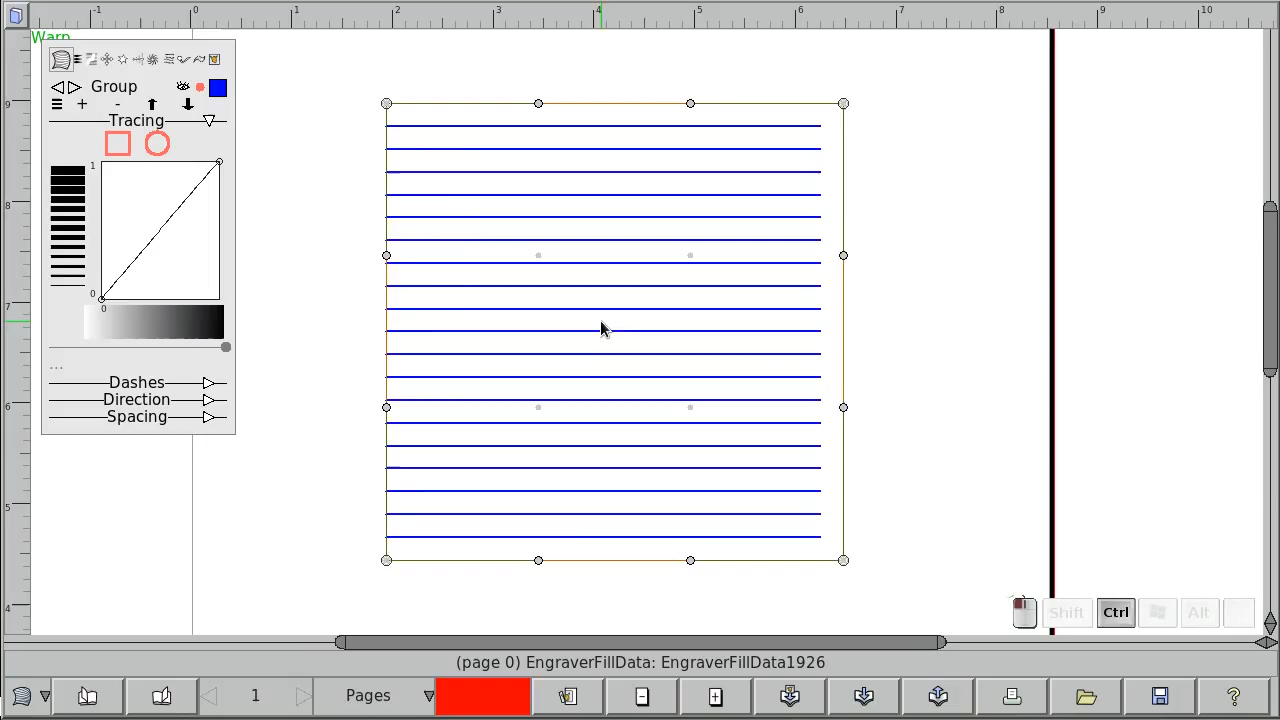 -1 0 1 2 3 4 5 6 7 8 9 10
Warp
Group
+ -
Tracing
1
0
0
...
Dashes
Direction
Spacing
9
8
7
6
5
4
Shift Ctrl Alt
(page 0) EngraverFillData: EngraverFillData1926
1 Pages - + ?